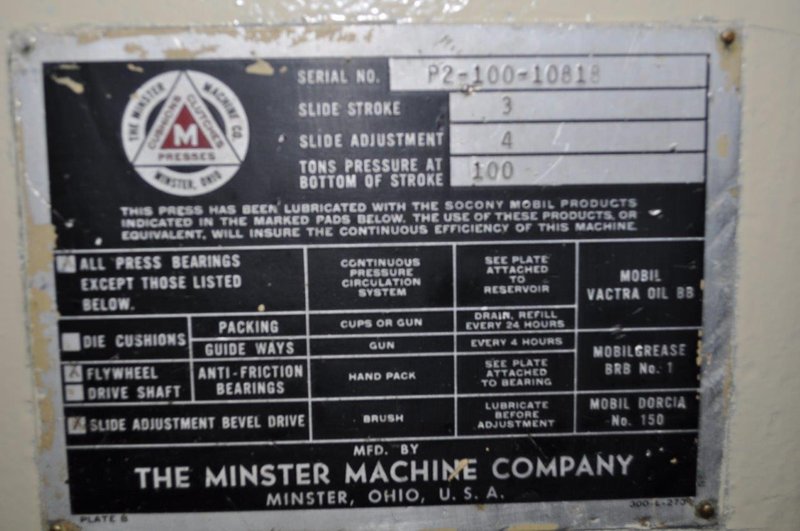 THE MINSTER MACHINE CO.
CUSHIONS CLUTCHES
M
PRESSES
MINSTER, OHIO
SERIAL NO. P2-100-10818
SLIDE STROKE 3
SLIDE ADJUSTMENT 4
TONS PRESSURE AT
BOTTOM OF STROKE 100
THIS PRESS HAS BEEN LUBRICATED WITH THE SOCONY MOBIL PRODUCTS
INDICATED IN THE MARKED PADS BELOW. THE USE OF THESE PRODUCTS, OR
EQUIVALENT, WILL INSURE THE CONTINUOUS EFFICIENCY OF THIS MACHINE
ALL PRESS BEARINGS
EXCEPT THOSE LISTED
BELOW.
CONTINUOUS
PRESSURE
CIRCULATION
SYSTEM
SEE PLATE
ATTACHED
TO
RESERVOIR
MOBIL
VACTRA OIL BB
DIE CUSHIONS
PACKING
CUPS OR GUN
DRAIN, REFILL
EVERY 24 HOURS
GUIDE WAYS
GUN
EVERY 4 HOURS
MOBILGREASE
BRB No. 1
FLYWHEEL
DRIVE SHAFT
ANTI-FRICTION
BEARINGS
HAND PACK
SEE PLATE
ATTACHED
TO BEARING
SLIDE ADJUSTMENT BEVEL DRIVE
BRUSH
LUBRICATE
BEFORE
ADJUSTMENT
MOBIL DORCIA
No. 150
MFD. BY
THE MINSTER MACHINE COMPANY
MINSTER, OHIO, U. S. A.
PLATE 6